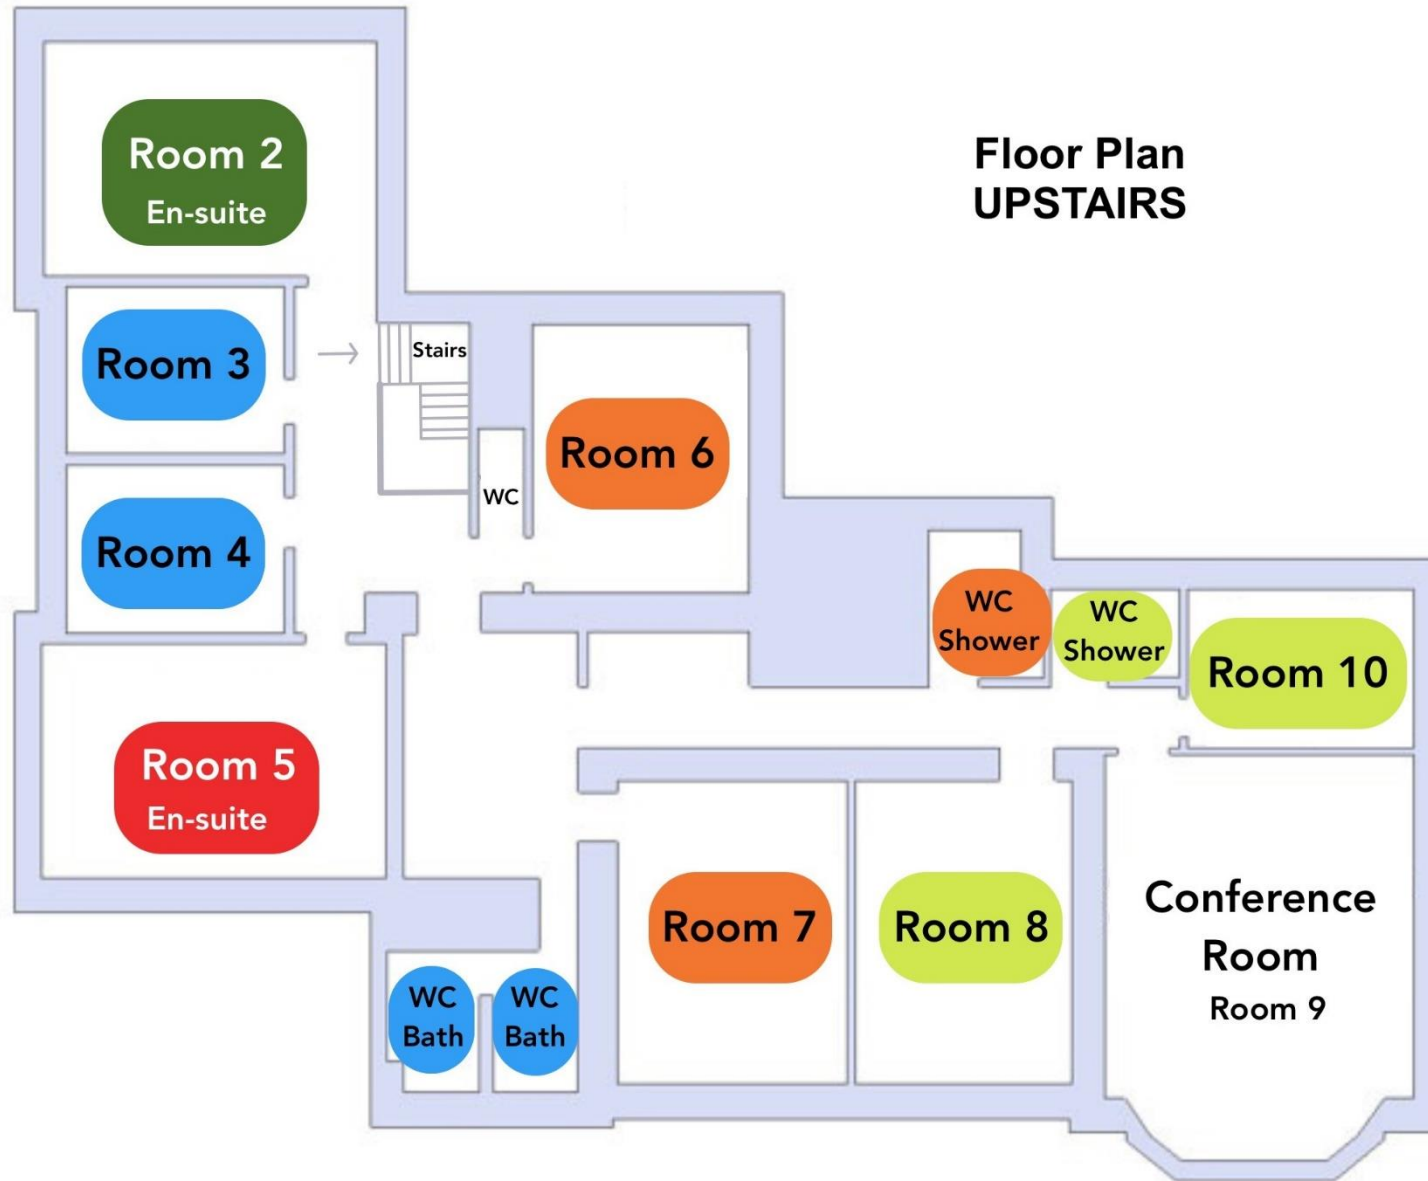 Floor Plan
UPSTAIRS
Room 2
En-suite
Room 3
Stairs
Room 6
WC
Room 4
WC
Shower
WC
Shower
Room 10
Room 5
En-suite
Room 7
Room 8
Conference
Room
Room 9
WC
Bath
WC
Bath